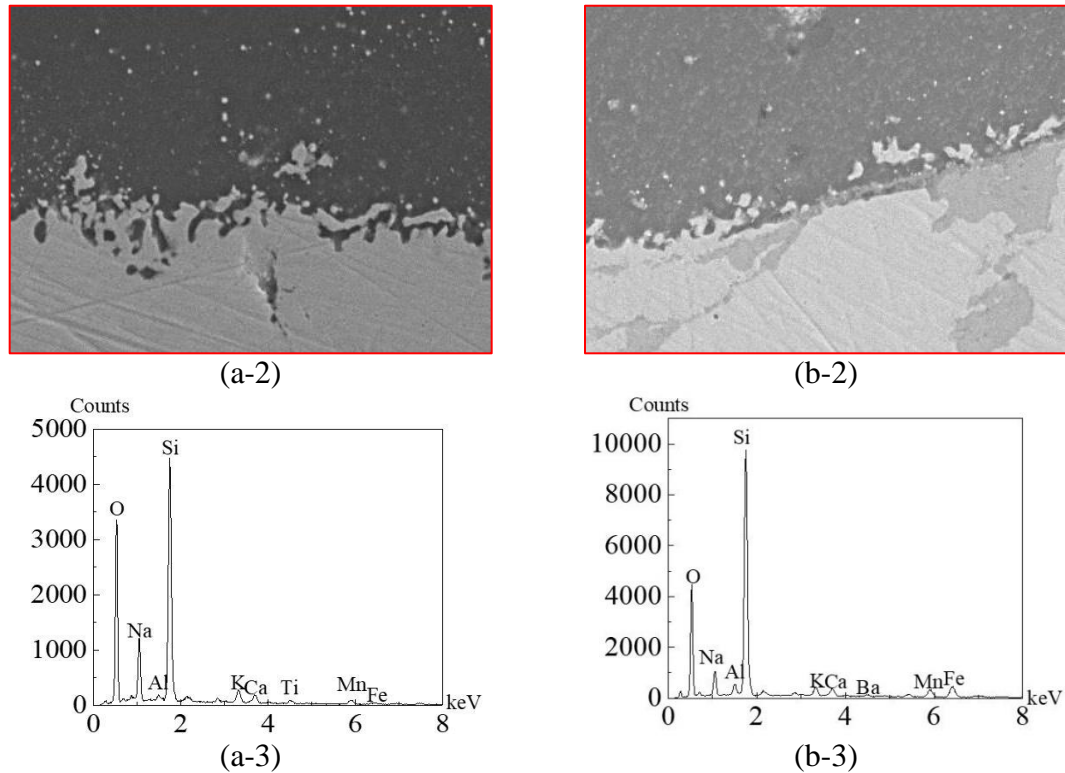 (a-2)
(b-2)
Counts
5000
4000
3000
2000
1000
0
O
Na
Al
Si
K
Ca
Ti
Mn
Fe
keV
0
2
4
6
8
(a-3)
Counts
10000
8000
6000
4000
2000
0
O
Na
Al
Si
K
Ca
Ba
Mn
Fe
keV
0
2
4
6
8
(b-3)